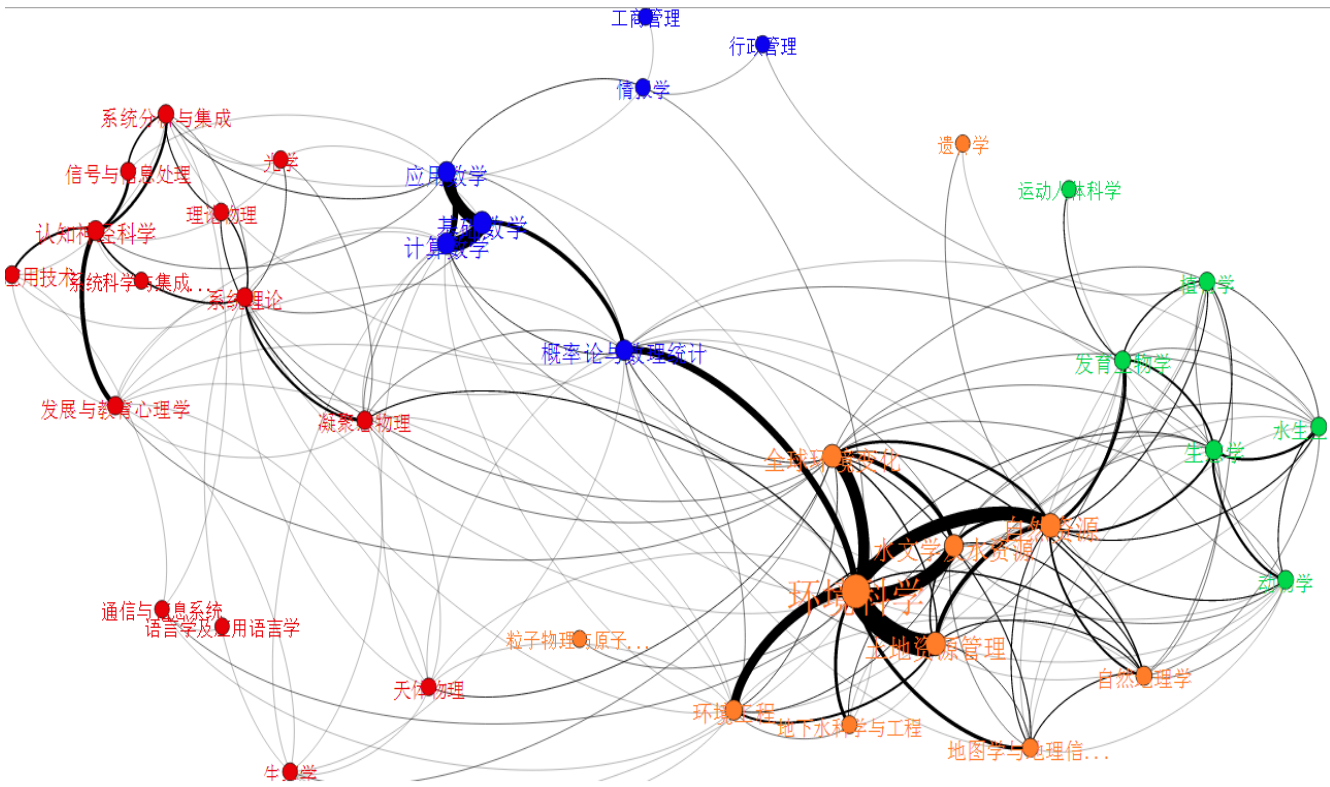 工商管理
行政管理
情报学
系统分析与集成
遗传学
光学
信号与信息处理
应用数学
运动人体科学
理论物理
基础数学
认知神经科学
计算数学
应用技术
系统科学与集成...
植物学
系统理论
概率论与数理统计
发育生物学
发展与教育心理学
凝聚态物理
水生
生态学
全球环境变化
自然资源
水文学及水资源
动物学
环境科学
通信与信息系统
语言学及应用语言学
粒子物理与原子...
土地资源管理
自然地理学
天体物理
环境工程
地下水科学与工程
地图学与地理信...